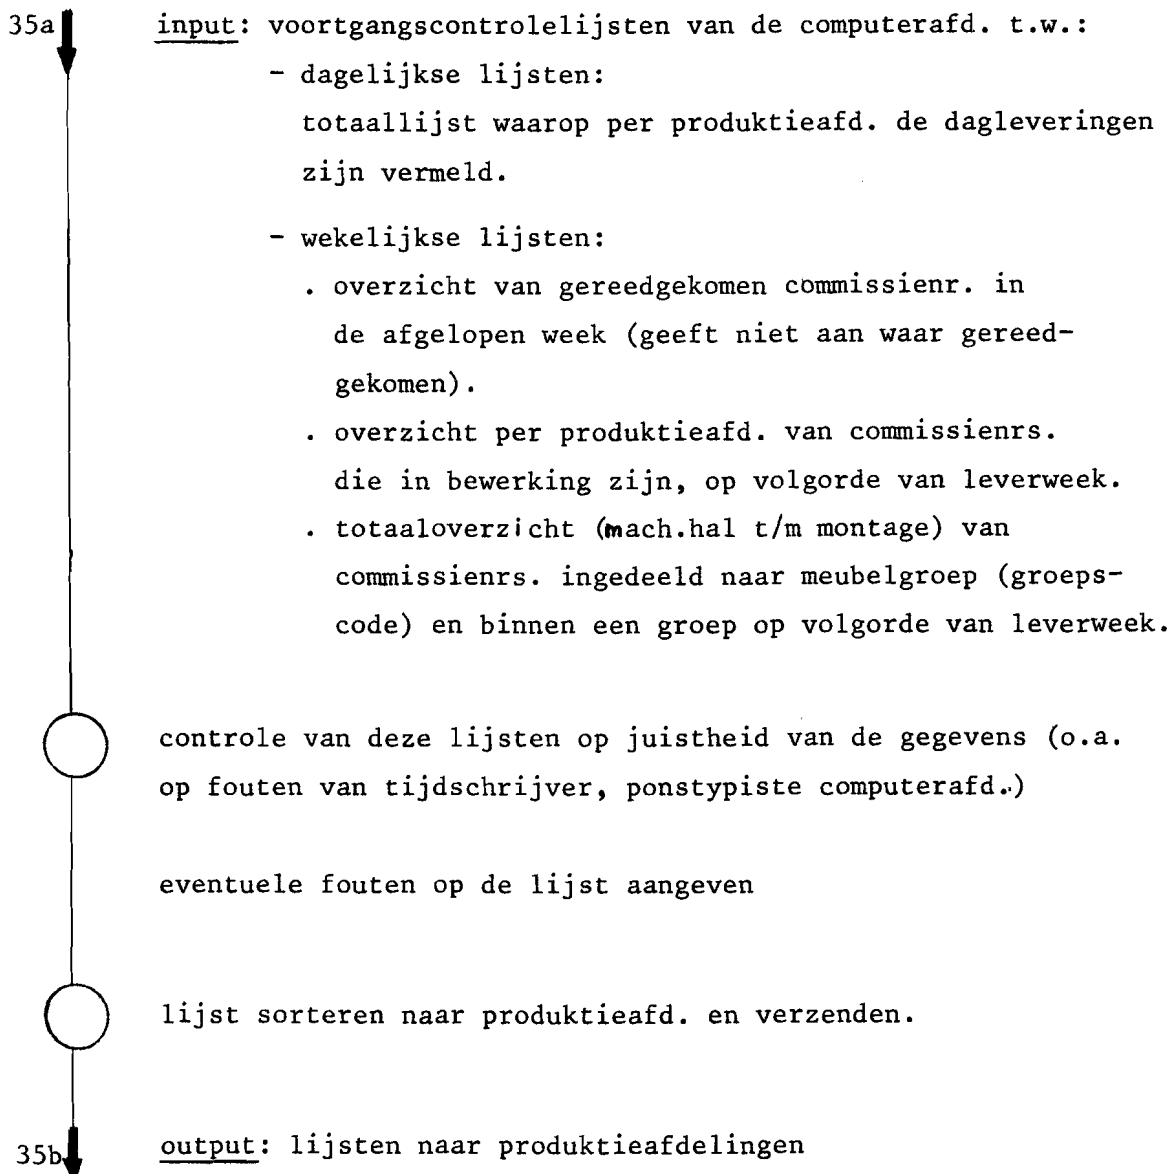 35a input: voortgangscontrolelijsten van de computerafd. t.w.:
- dagelijkse lijsten:
totaallijst waarop per produktieafd. de dagleveringen
zijn vermeld.
- wekelijkse lijsten:
. overzicht van gereedgekomen commissienr. in
de afgelopen week (geeft niet aan waar gereed-
gekomen).
. overzicht per produktieafd. van commissienrs.
die in bewerking zijn, op volgorde van leverweek.
. totaaloverzicht (mach.hal t/m montage) van
commissienrs. ingedeeld naar meubelgroep (groeps-
code) en binnen een groep op volgorde van leverweek.
controle van deze lijsten op juistheid van de gegevens (o.a.
op fouten van tijdschrijver, ponstypiste computerafd.)
eventuele fouten op de lijst aangeven
lijst sorteren naar produktieafd. en verzenden.
35b output: lijsten naar produktieafdelingen